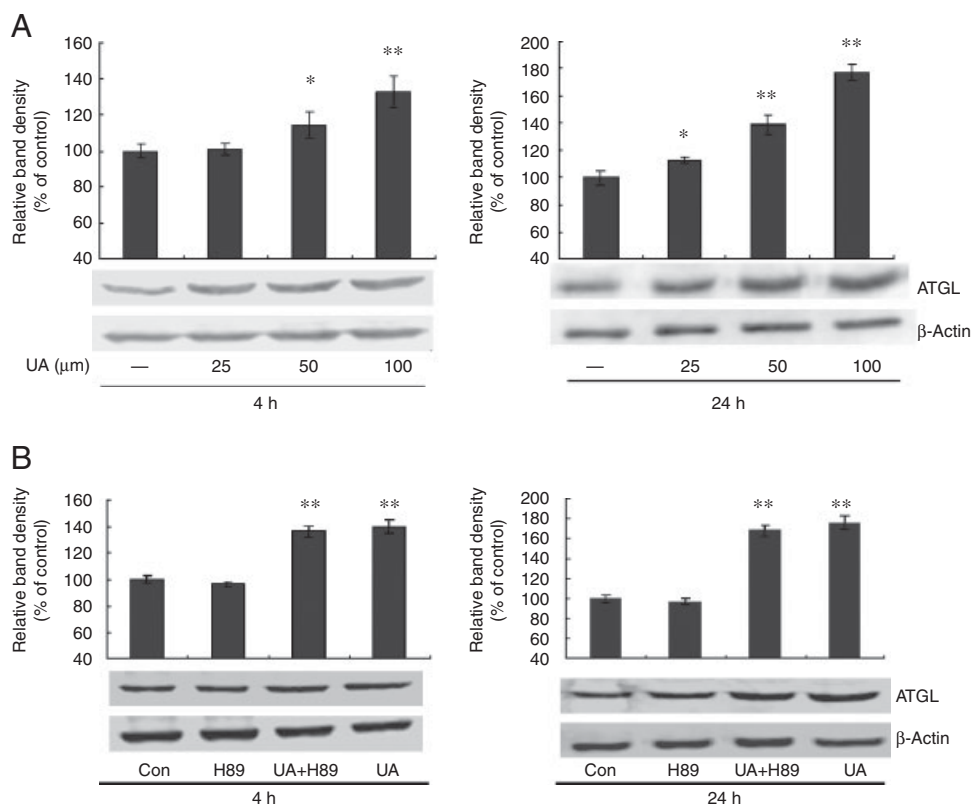 A
Relative band density
(% of control)
160
140
120
100
80
60
40
*
**
Relative band density
(% of control)
200
180
160
140
120
100
80
60
40
*
**
**
ATGL
β-Actin
UA (μm)
— 25 50 100
4 h
— 25 50 100
24 h
B
Relative band density
(% of control)
160
140
120
100
80
60
40
**
**
Relative band density
(% of control)
200
180
160
140
120
100
80
60
40
**
**
ATGL
β-Actin
Con H89 UA+H89 UA
4 h
Con H89 UA+H89 UA
24 h